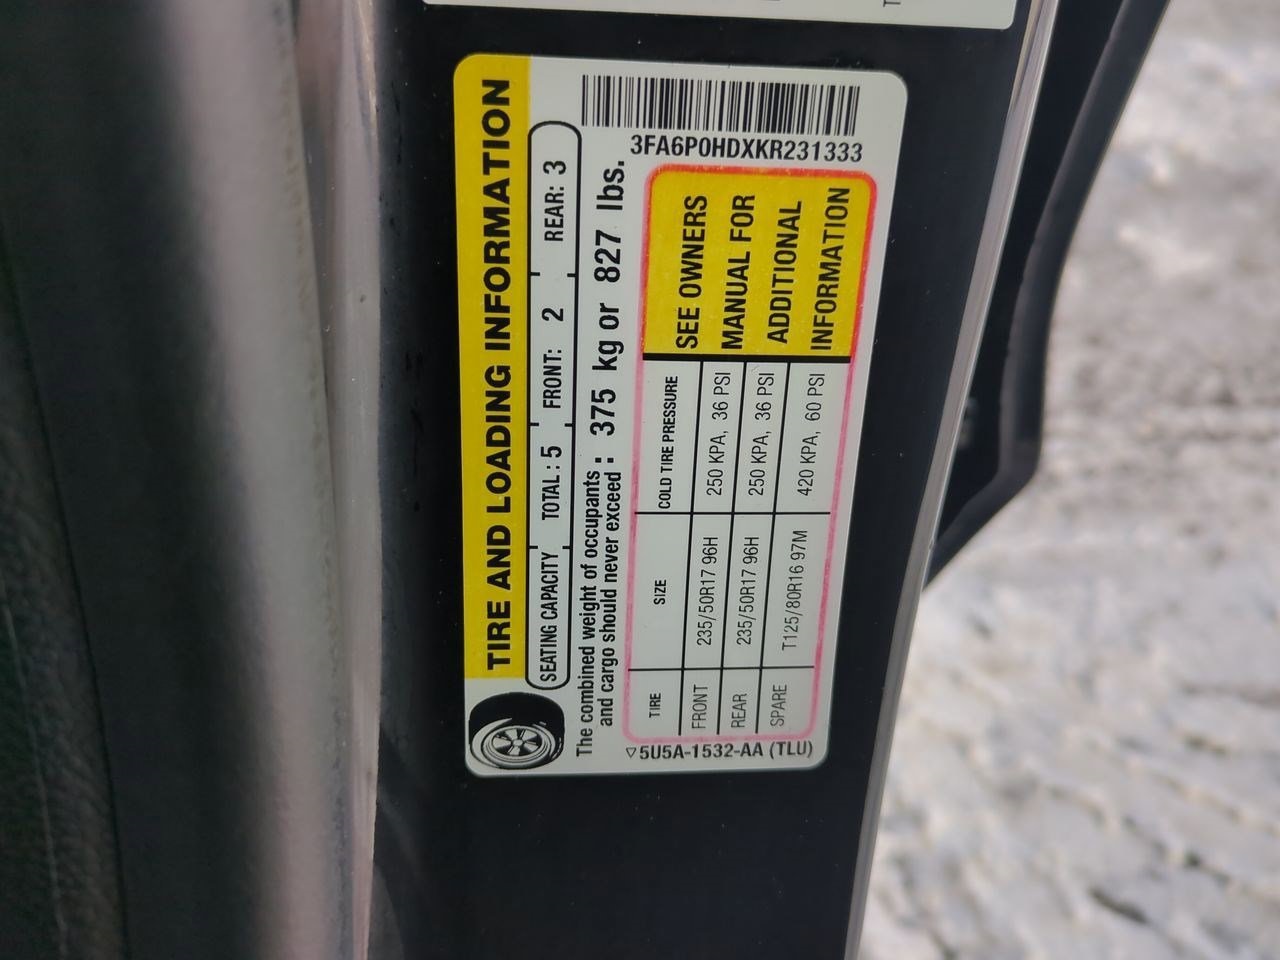 TIRE AND LOADING INFORMATION
SEATING CAPACITY TOTAL: 5 FRONT: 2 REAR: 3
The combined weight of occupants
and cargo should never exceed: 375 kg or 827 lbs.
3FA6P0HDXKR231333
TIRE SIZE COLD TIRE PRESSURE
FRONT 235/50R17 96H 250 KPA, 36 PSI
REAR 235/50R17 96H 250 KPA, 36 PSI
SPARE T125/80R16 97M 420 KPA, 60 PSI
SEE OWNERS
MANUAL FOR
ADDITIONAL
INFORMATION
▽5U5A-1532-AA (TLU)